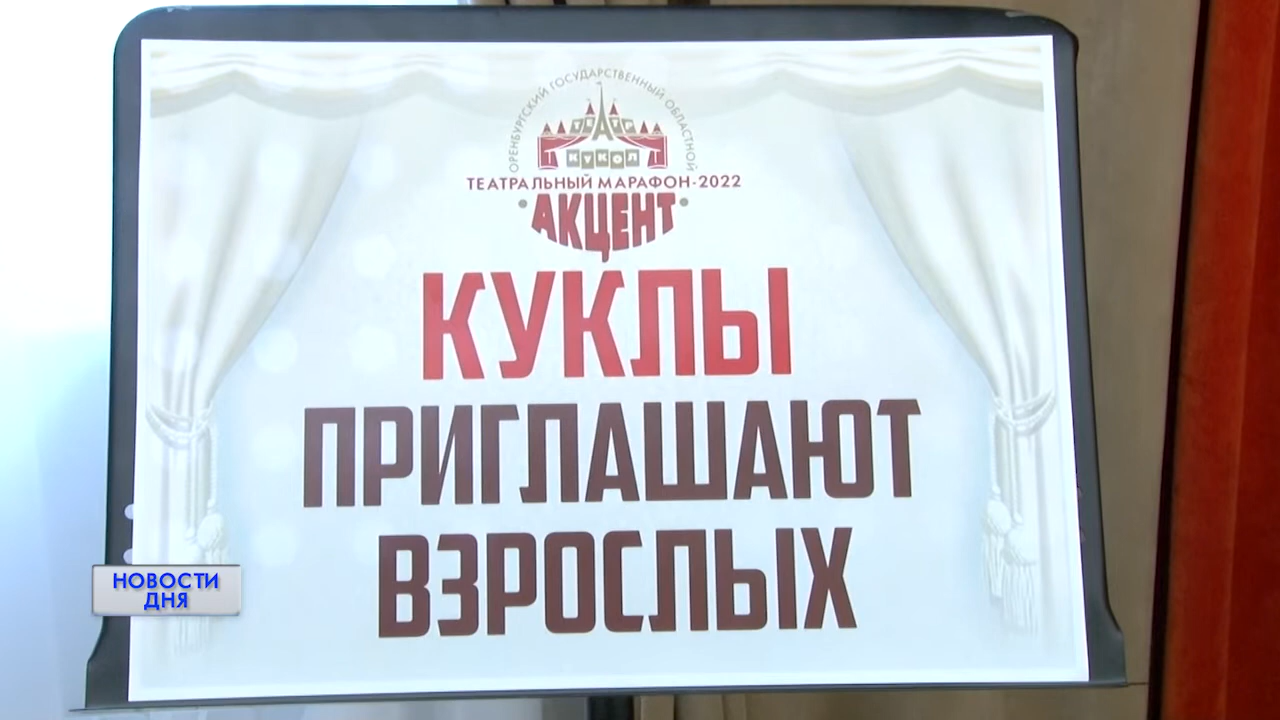 ОРЕНБУРГСКИЙ ГОСУДАРСТВЕННЫЙ ОБЛАСТНОЙ
ТЕАТР
КУКОЛ
ТЕАТРАЛЬНЫЙ МАРАФОН-2022
•АКЦЕНТ•
КУКЛЫ
ПРИГЛАШАЮТ
ВЗРОСЛЫХ
НОВОСТИ
ДНЯ